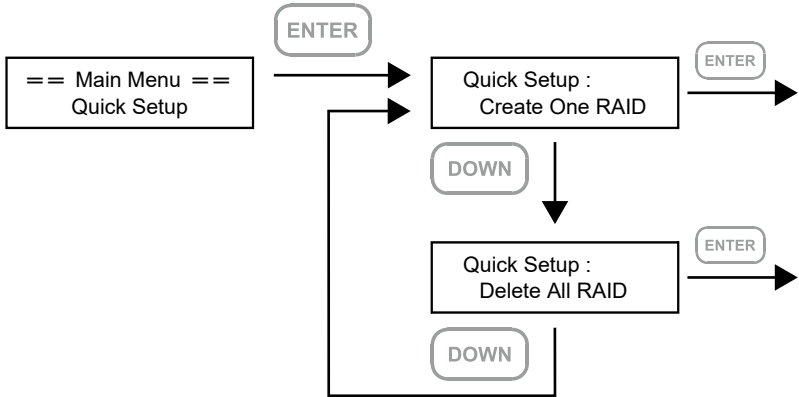 ENTER
== Main Menu ==
Quick Setup
Quick Setup :
Create One RAID
ENTER
DOWN
Quick Setup :
Delete All RAID
ENTER
DOWN